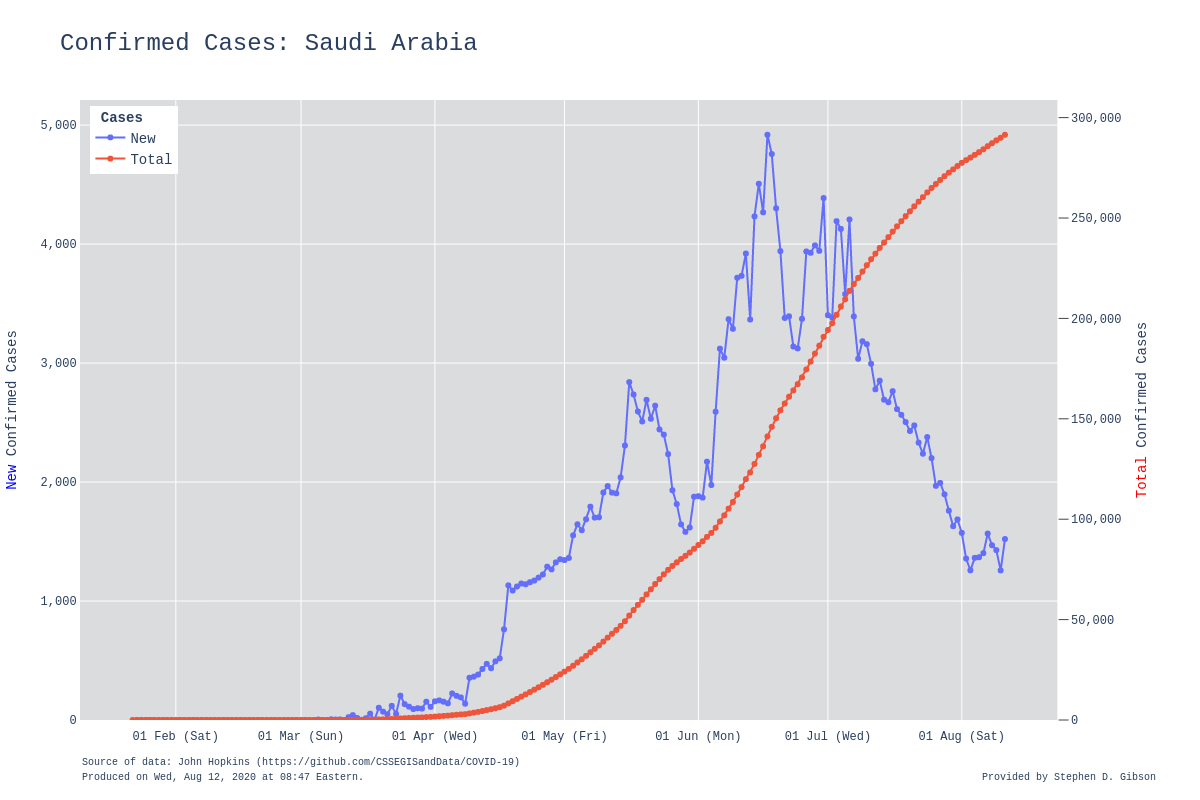 Confirmed Cases: Saudi Arabia
Cases
New
Total
5,000
4,000
3,000
2,000
1,000
0
300,000
250,000
200,000
150,000
100,000
50,000
0
New Confirmed Cases
Total Confirmed Cases
01 Feb (Sat)
01 Mar (Sun)
01 Apr (Wed)
01 May (Fri)
01 Jun (Mon)
01 Jul (Wed)
01 Aug (Sat)
Source of data: John Hopkins (https://github.com/CSSEGISandData/COVID-19)
Produced on Wed, Aug 12, 2020 at 08:47 Eastern.
Provided by Stephen D. Gibson